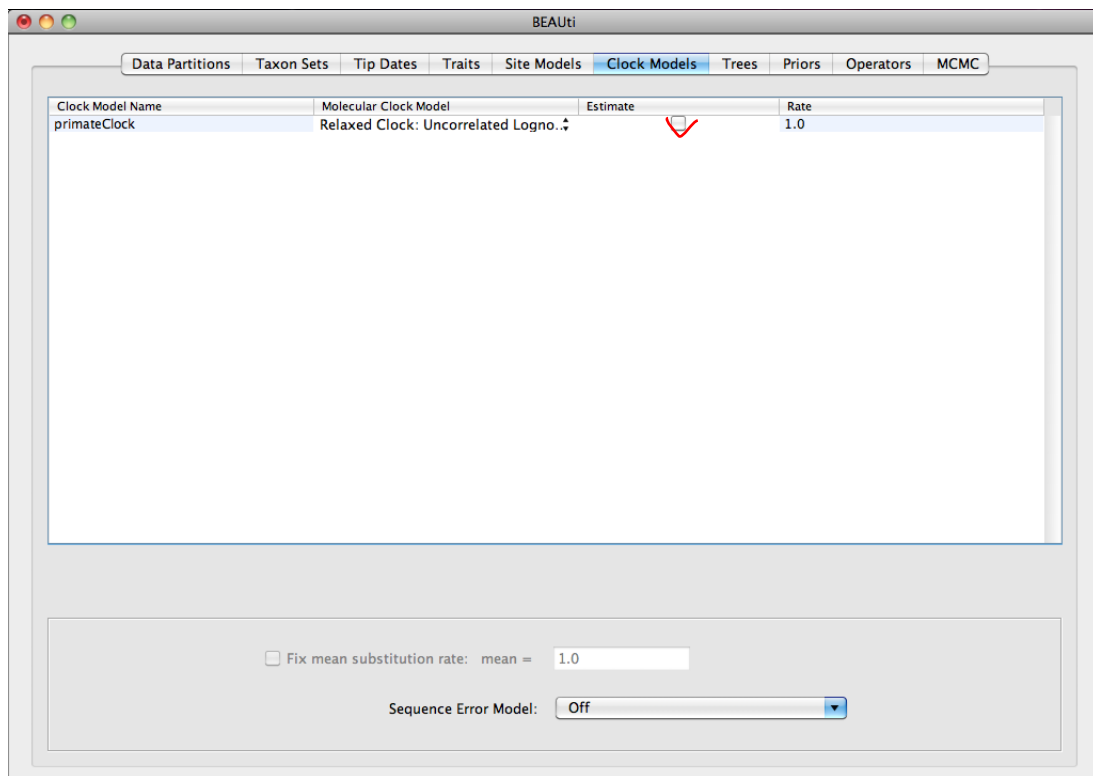 BEAUti
Data Partitions Taxon Sets Tip Dates Traits Site Models Clock Models Trees Priors Operators MCMC
Clock Model Name Molecular Clock Model Estimate Rate
primateClock Relaxed Clock: Uncorrelated Logno... 1.0
Fix mean substitution rate: mean = 1.0
Sequence Error Model: Off